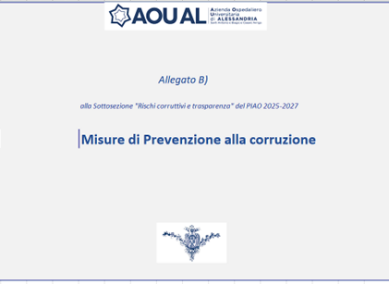 AOU AL
Azienda Ospedaliero
Universitaria
di ALESSANDRIA
Allegato B)
alla Sottosezione "Rischi corruttivi e trasparenza" del PIAO 2025-2027
Misure di Prevenzione alla corruzione